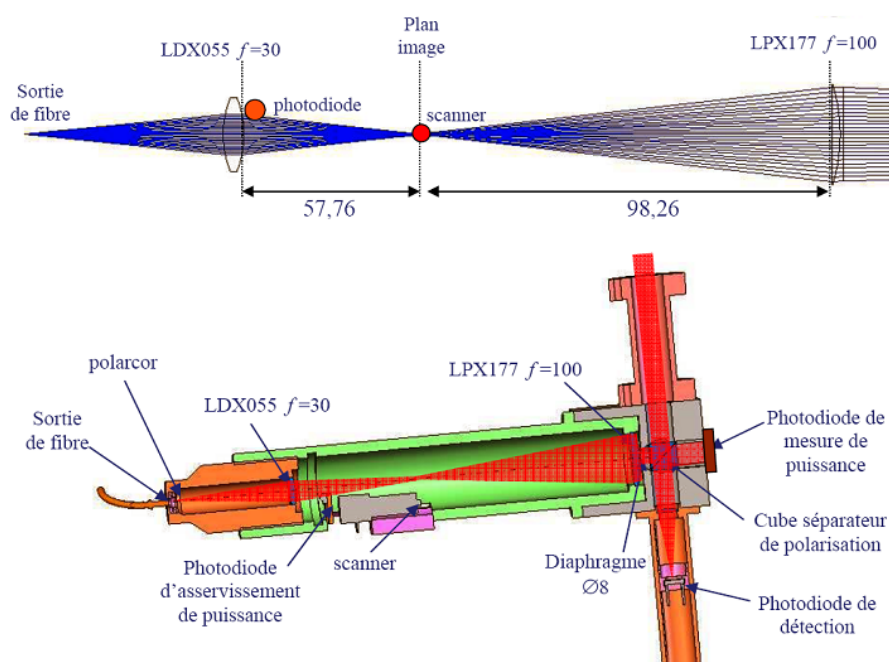 Plan
image
LDX055 f=30
LPX177 f=100
Sortie
de fibre
photodiode
scanner
57,76
98,26
polarcor
LPX177 f=100
LDX055 f=30
Sortie
de fibre
Photodiode de
mesure de
puissance
Cube séparateur
de polarisation
Photodiode
d'asservissement
de puissance
scanner
Diaphragme
∅8
Photodiode de
détection